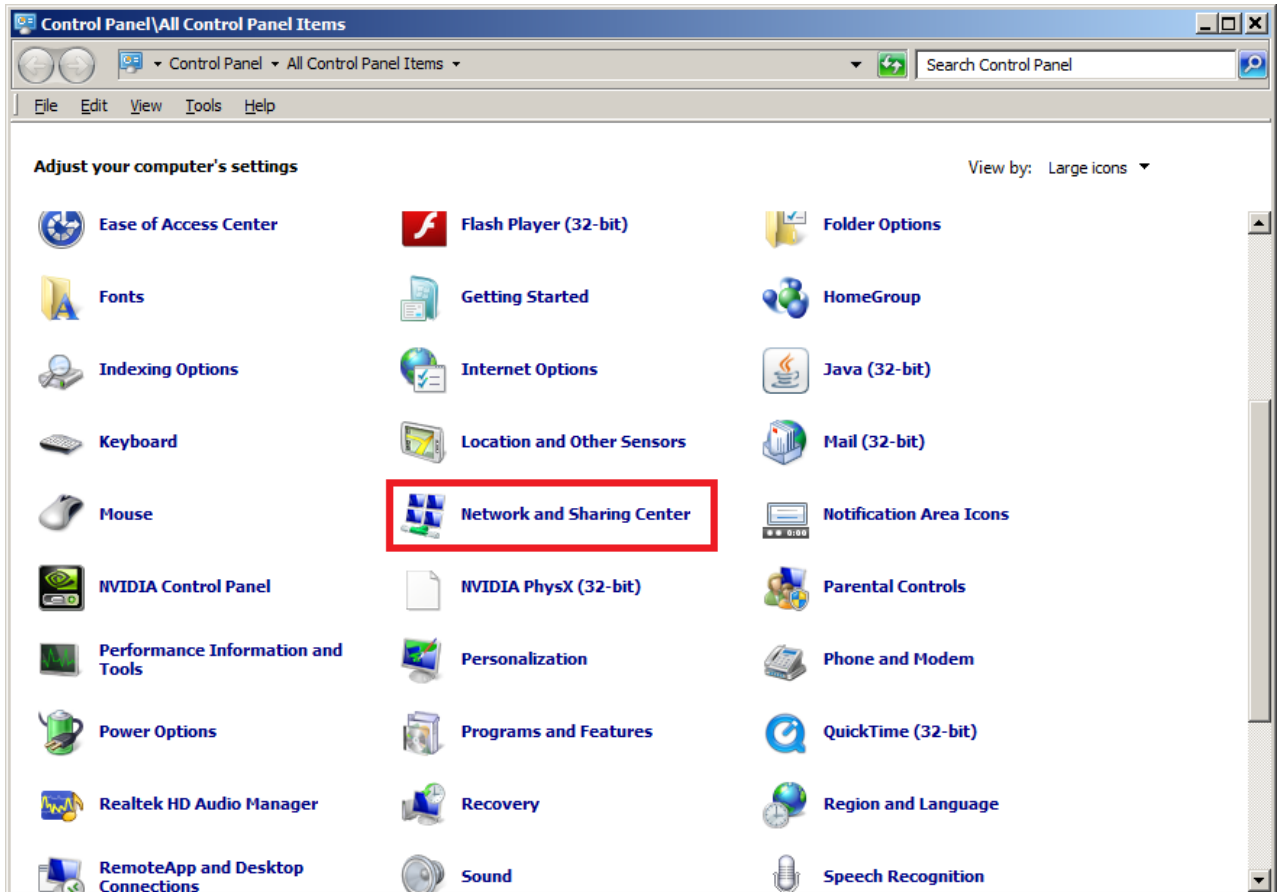 Control Panel\All Control Panel Items
Control Panel All Control Panel Items
Search Control Panel
File Edit View Tools Help
Adjust your computer's settings
View by: Large icons
Ease of Access Center
Flash Player (32-bit)
Folder Options
Fonts
Getting Started
HomeGroup
Indexing Options
Internet Options
Java (32-bit)
Keyboard
Location and Other Sensors
Mail (32-bit)
Mouse
Network and Sharing Center
Notification Area Icons
NVIDIA Control Panel
NVIDIA PhysX (32-bit)
Parental Controls
Performance Information and
Tools
Personalization
Phone and Modem
Power Options
Programs and Features
QuickTime (32-bit)
Realtek HD Audio Manager
Recovery
Region and Language
RemoteApp and Desktop
Connections
Sound
Speech Recognition